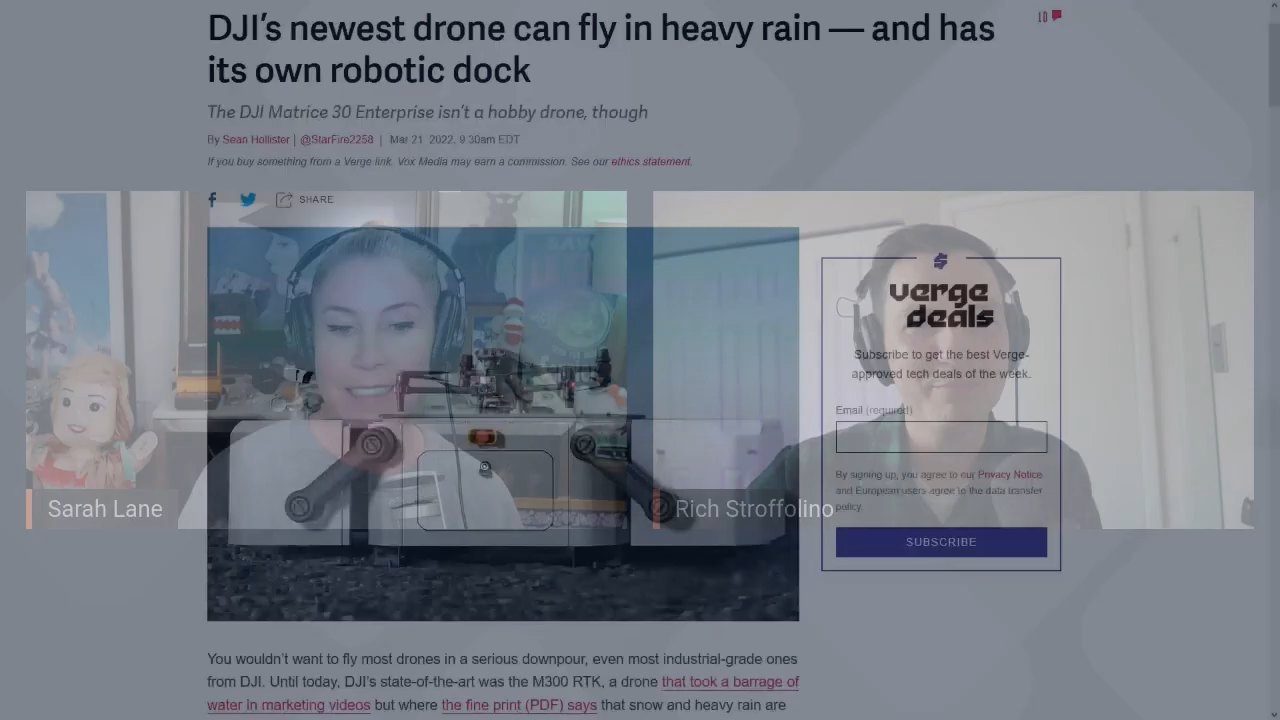 DJI's newest drone can fly in heavy rain — and has
its own robotic dock
10
The DJI Matrice 30 Enterprise isn't a hobby drone, though
By Sean Hollister | @StarFire2258 | Mar 21, 2022, 9:30am EDT
If you buy something from a Verge link, Vox Media may earn a commission. See our ethics statement.
SHARE
verge
deals
Subscribe to get the best Verge-
approved tech deals of the week.
Email (required)
By signing up, you agree to our Privacy Notice
and European users agree to the data transfer
policy.
SUBSCRIBE
Sarah Lane
Rich Stroffolino
You wouldn't want to fly most drones in a serious downpour, even most industrial-grade ones
from DJI. Until today, DJI's state-of-the-art was the M300 RTK, a drone that took a barrage of
water in marketing videos but where the fine print (PDF) says that snow and heavy rain are